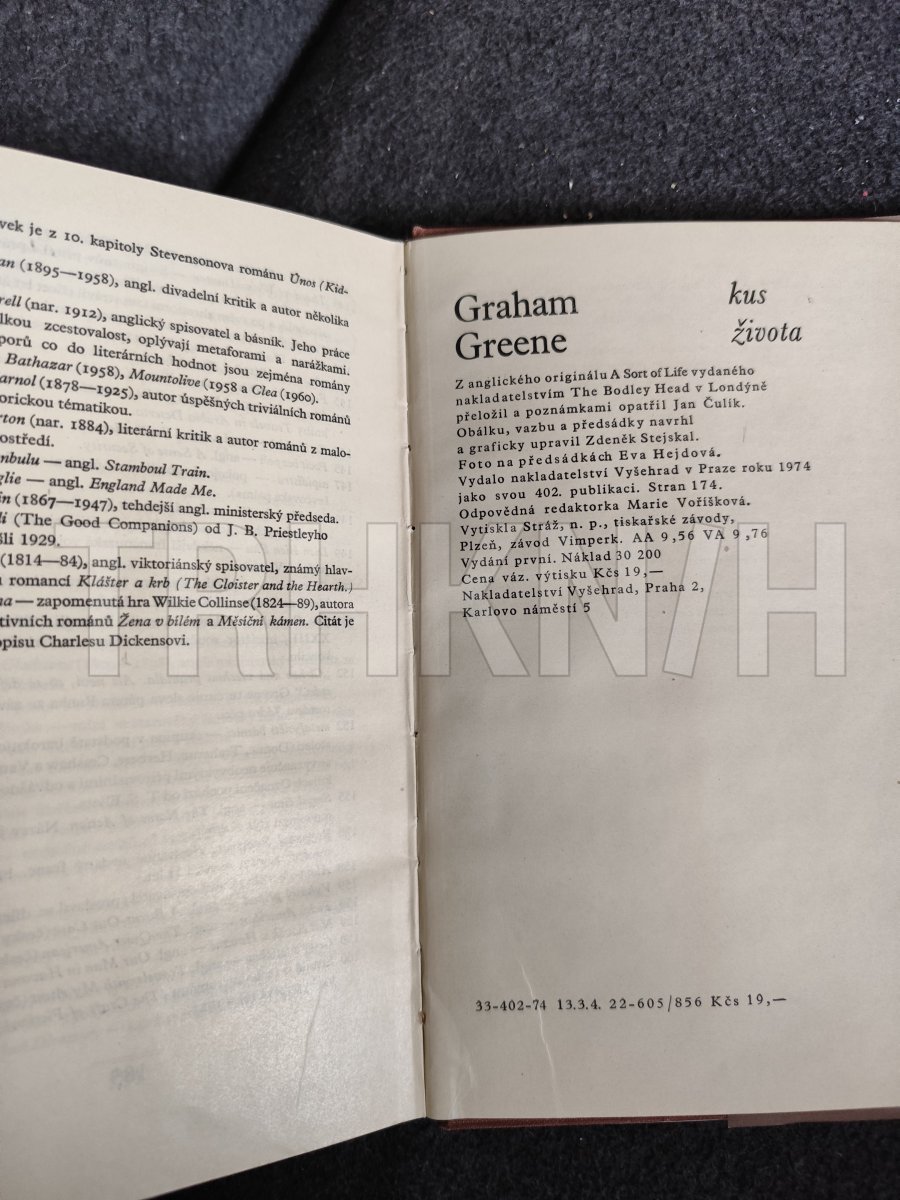 vek je z 10. kapitoly Stevensonova románu Únos (Kid-
an (1895—1958), angl. divadelní kritik a autor několika
rell (nar. 1912), anglický spisovatel a básník. Jeho práce
lkou zcestovalost, oplývají metaforami a narážkami.
porů co do literárních hodnot jsou zejména romány
Bathazar (1958), Mountolive (1958 a Clea (1960).
arnol (1878—1925), autor úspěšných triviálních románů
orickou tématikou.
rton (nar. 1884), literární kritik a autor románů z malo-
ostředí.
anbulu — angl. Stamboul Train.
glie — angl. England Made Me.
in (1867—1947), tehdejší angl. ministerský předseda.
li (The Good Companions) od J. B. Priestleyho
šli 1929.
(1814—84), angl. viktoriánský spisovatel, známý hlav-
u romancí Klášter a krb (The Cloister and the Hearth.)
na — zapomenutá hra Wilkie Collinse (1824—89), autora
tivních románů Žena v bílém a Měsíční kámen. Citát je
opisu Charlesu Dickensovi.
Graham
Greene
kus
života
Z anglického originálu A Sort of Life vydaného
nakladatelstvím The Bodley Head v Londýně
přeložil a poznámkami opatřil Jan Čulík.
Obálku, vazbu a předsádky navrhl
a graficky upravil Zdeněk Stejskal.
Foto na předsádkách Eva Hejdová.
Vydalo nakladatelství Vyšehrad v Praze roku 1974
jako svou 402. publikaci. Stran 174.
Odpovědná redaktorka Marie Voříšková.
Vytiskla Stráž, n. p., tiskařské závody,
Plzeň, závod Vimperk. AA 9,56 VA 9,76
Vydání první. Náklad 30 200
Cena váz. výtisku Kčs 19,—
Nakladatelství Vyšehrad, Praha 2,
Karlovo náměstí 5
33-402-74 13.3.4. 22-605/856 Kčs 19,—
TRHKNIH